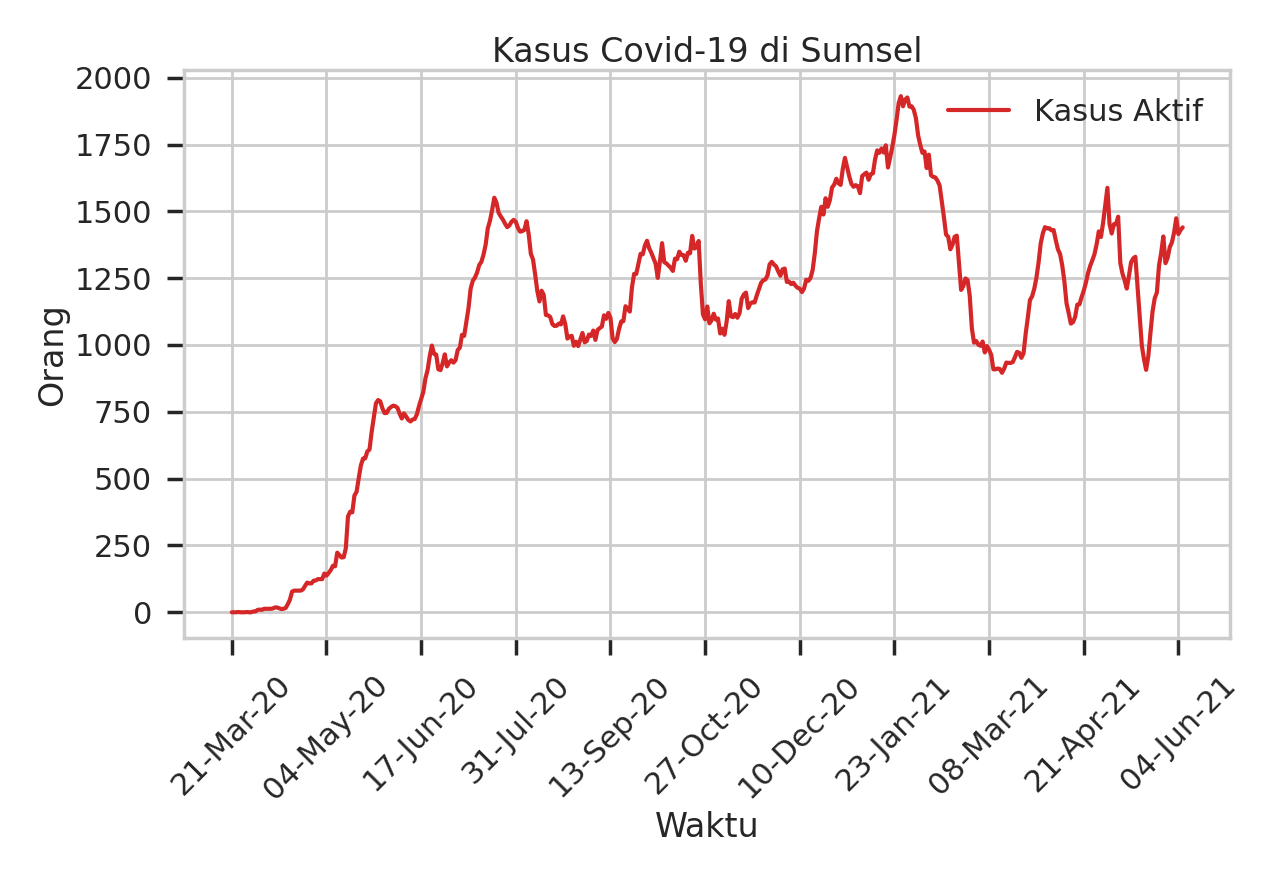 Kasus Covid-19 di Sumsel
Kasus Aktif
Orang
2000
1750
1500
1250
1000
750
500
250
0
21-Mar-20
04-May-20
17-Jun-20
31-Jul-20
13-Sep-20
27-Oct-20
10-Dec-20
23-Jan-21
08-Mar-21
21-Apr-21
04-Jun-21
Waktu